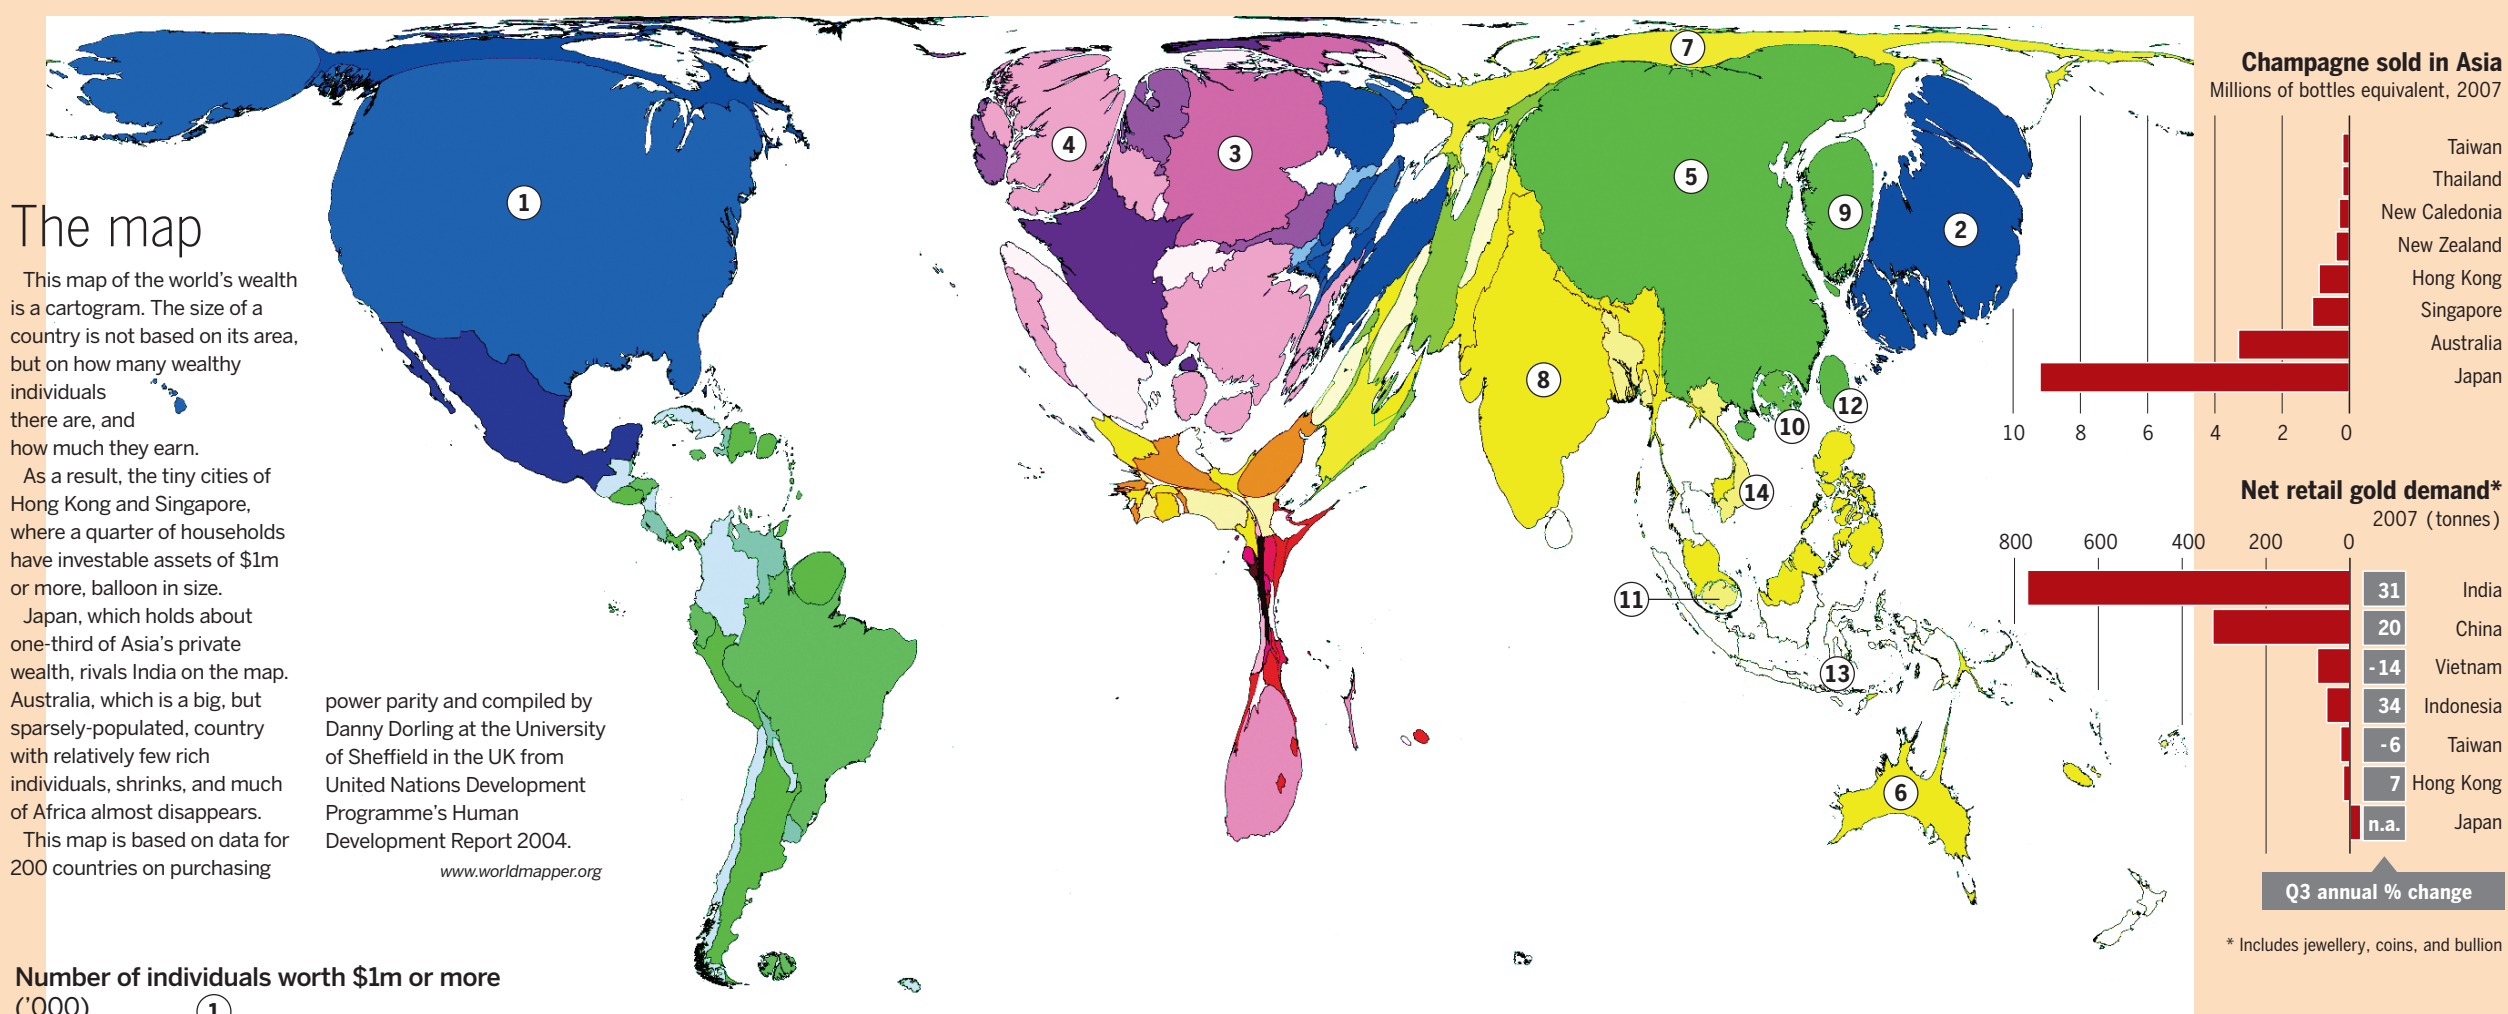 The map
This map of the world's wealth
is a cartogram. The size of a
country is not based on its area,
but on how many wealthy
individuals
there are, and
how much they earn.
As a result, the tiny cities of
Hong Kong and Singapore,
where a quarter of households
have investable assets of $1m
or more, balloon in size.
Japan, which holds about
one-third of Asia's private
wealth, rivals India on the map.
Australia, which is a big, but
sparsely-populated, country
with relatively few rich
individuals, shrinks, and much
of Africa almost disappears.
This map is based on data for
200 countries on purchasing
power parity and compiled by
Danny Dorling at the University
of Sheffield in the UK from
United Nations Development
Programme's Human
Development Report 2004.
www.worldmapper.org
1
4
3
7
5
9
2
8
10
12
14
11
13
6
Champagne sold in Asia
Millions of bottles equivalent, 2007
Taiwan
Thailand
New Caledonia
New Zealand
Hong Kong
Singapore
Australia
Japan
10 8 6 4 2 0
Net retail gold demand*
2007 (tonnes)
800 600 400 200 0
31 India
20 China
-14 Vietnam
34 Indonesia
-6 Taiwan
7 Hong Kong
n.a. Japan
Q3 annual % change
* Includes jewellery, coins, and bullion
Number of individuals worth $1m or more
('000)
1